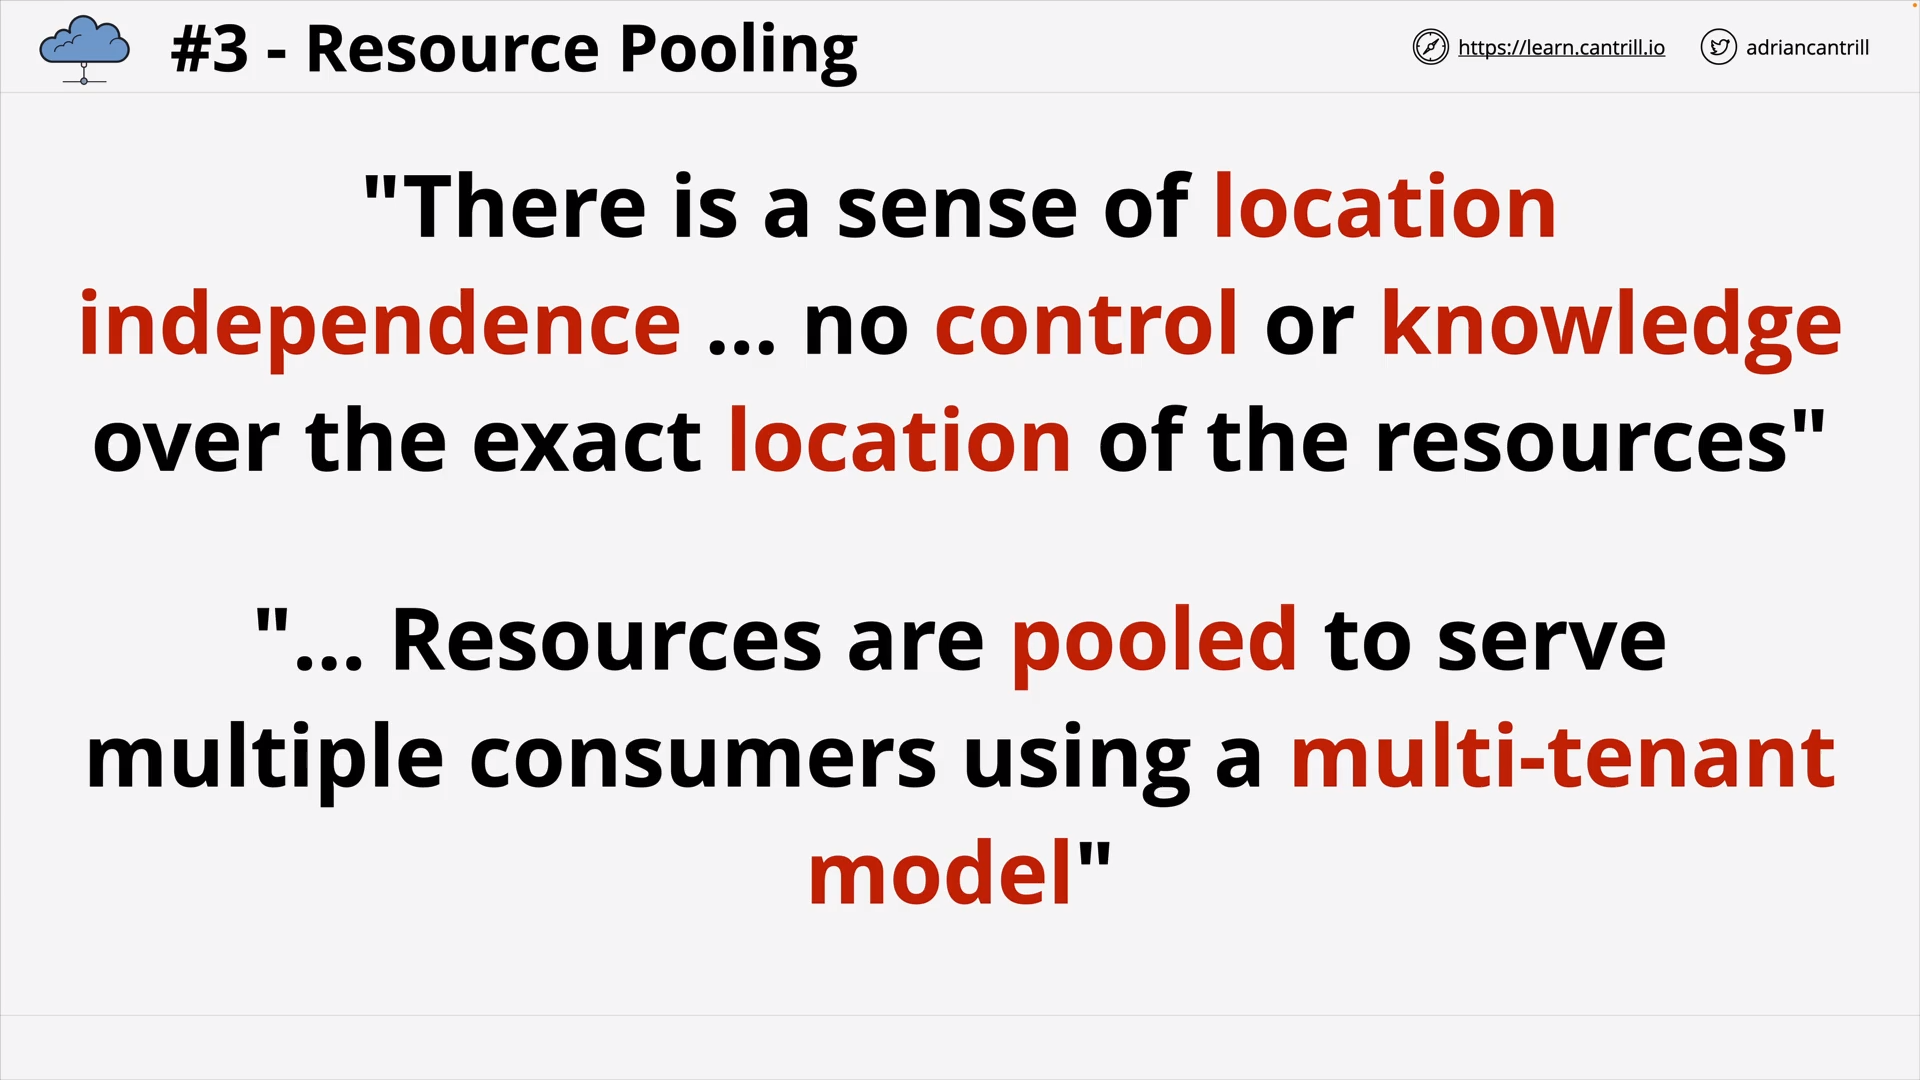 #3 - Resource Pooling
https://learn.cantrill.io
adriancantrill
"There is a sense of location
independence ... no control or knowledge
over the exact location of the resources"
"... Resources are pooled to serve
multiple consumers using a multi-tenant
model"